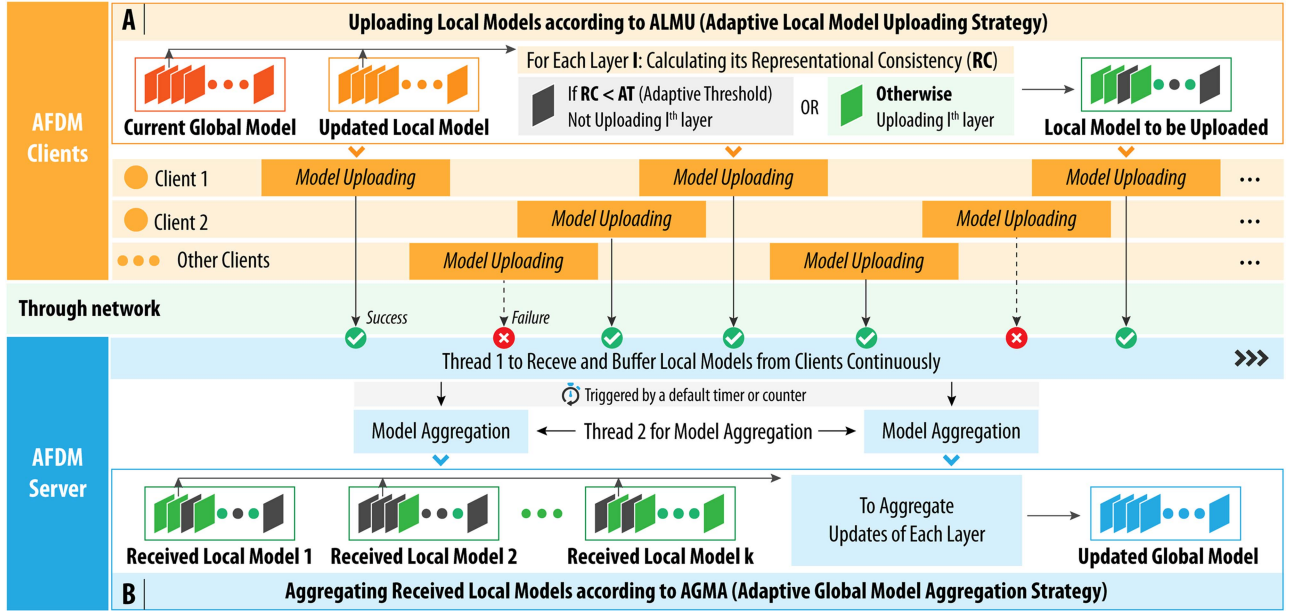 A
Uploading Local Models according to ALMU (Adaptive Local Model Uploading Strategy)
AFDM
Clients
For Each Layer l: Calculating its Representational Consistency (RC)
If RC < AT (Adaptive Threshold)
Not Uploading lth layer
OR
Otherwise
Uploading lth layer
Current Global Model
Updated Local Model
Local Model to be Uploaded
Client 1
Model Uploading
Model Uploading
Model Uploading
...
Client 2
Model Uploading
Model Uploading
...
Other Clients
Model Uploading
Model Uploading
...
Through network
Success
Failure
AFDM
Server
Thread 1 to Receve and Buffer Local Models from Clients Continuously
Triggered by a default timer or counter
Model Aggregation
Thread 2 for Model Aggregation
Model Aggregation
To Aggregate
Updates of Each Layer
Received Local Model 1
Received Local Model 2
Received Local Model k
Updated Global Model
B
Aggregating Received Local Models according to AGMA (Adaptive Global Model Aggregation Strategy)